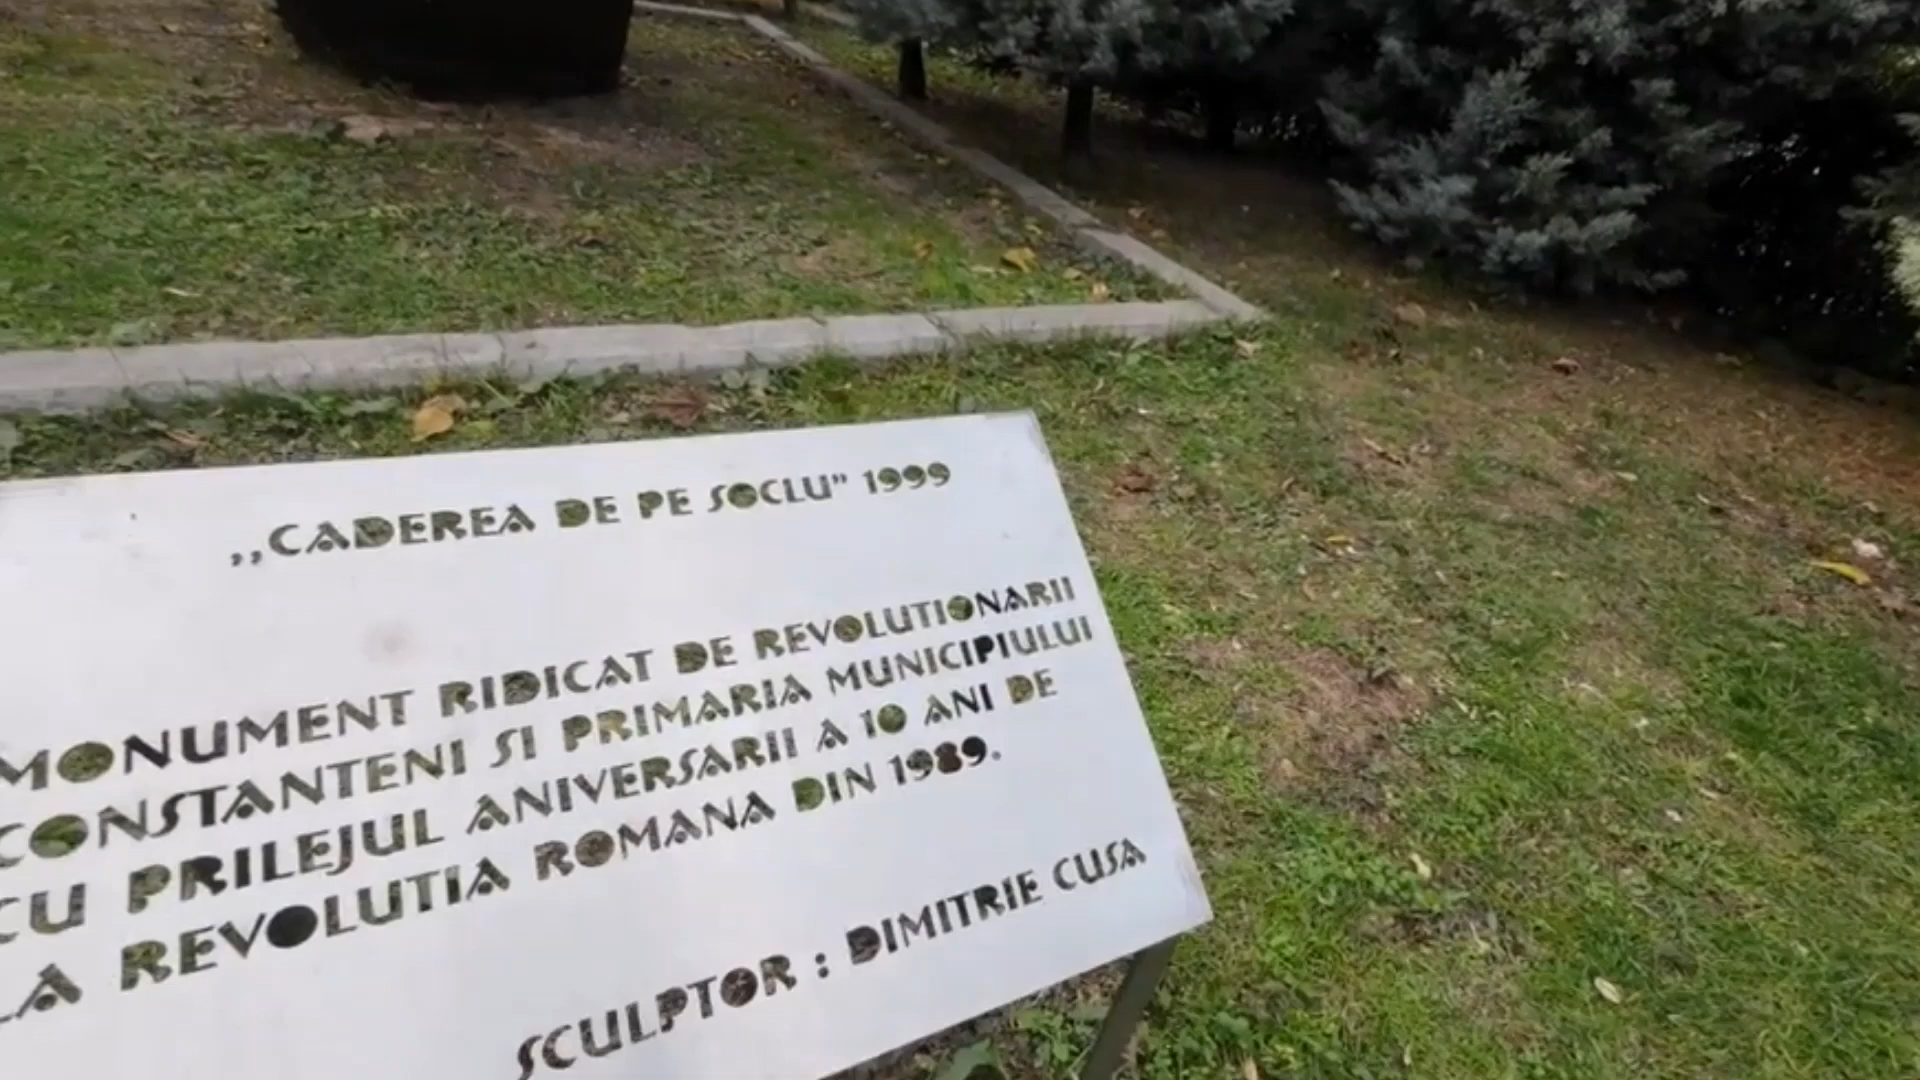 ,,CADEREA DE PE SOCLU" 1999
MONUMENT RIDICAT DE REVOLUTIONARII
CONSTANTENI SI PRIMARIA MUNICIPIULUI
CU PRILEJUL ANIVERSARII A 10 ANI DE
LA REVOLUTIA ROMANA DIN 1989.
SCULPTOR : DIMITRIE CUSA